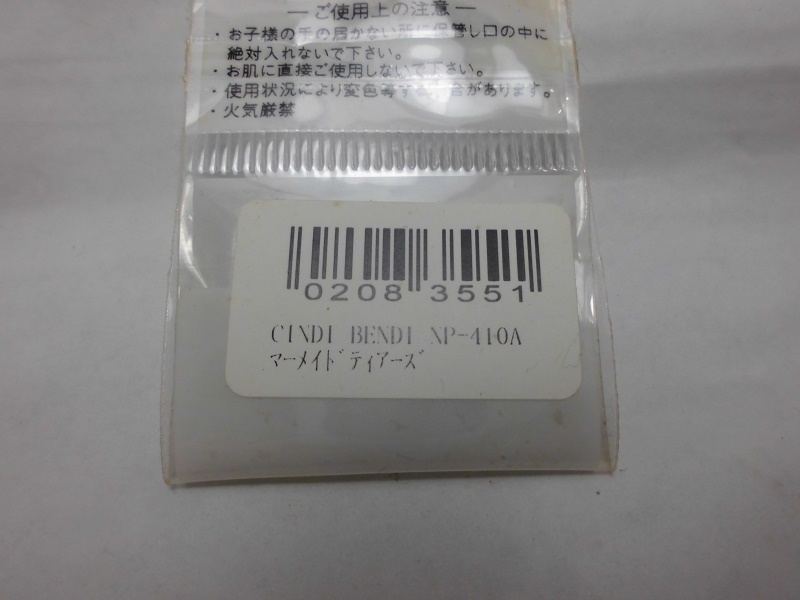 ―ご使用上の注意―
・お子様の手の届かない所に保管し口の中に
絶対入れないで下さい。
・お肌に直接ご使用しないで下さい。
・使用状況により変色等する場合があります。
・火気厳禁
0208 3551
CINDI BENDI NP-410A
マーメイドティアーズ